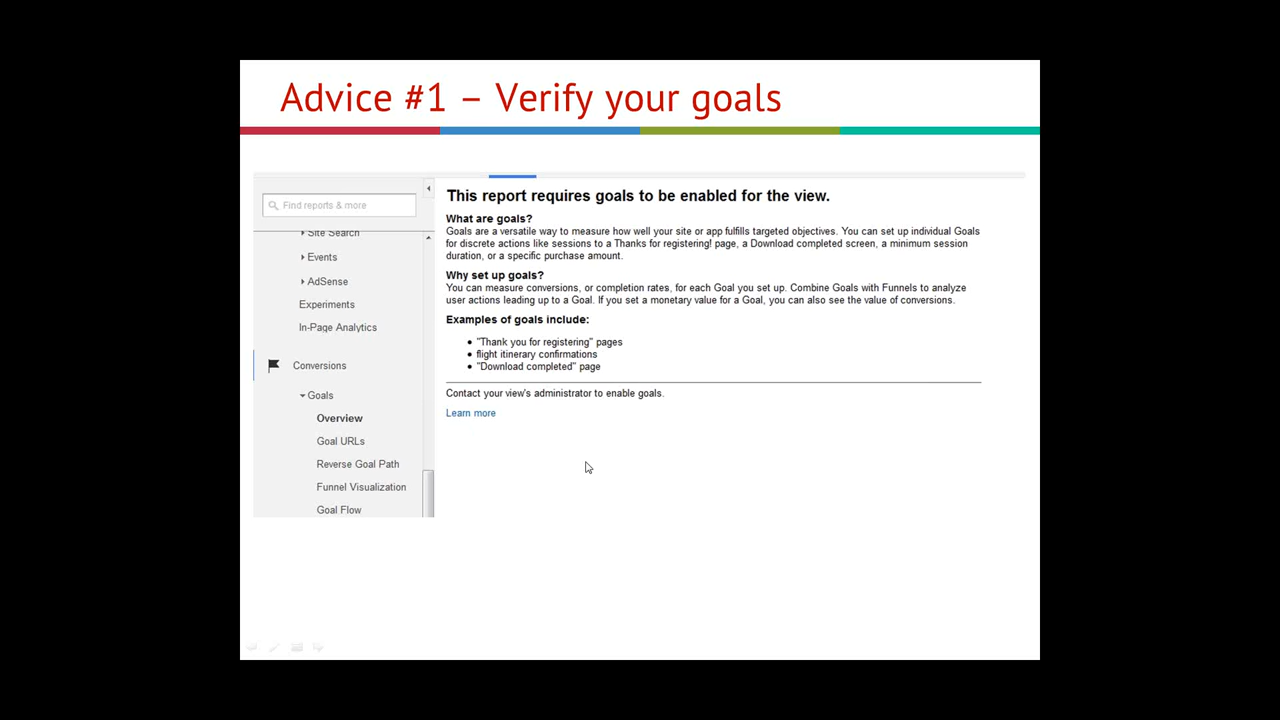 Advice #1 – Verify your goals
Find reports & more
Site Search
Events
AdSense
Experiments
In-Page Analytics
Conversions
Goals
Overview
Goal URLs
Reverse Goal Path
Funnel Visualization
Goal Flow
This report requires goals to be enabled for the view.
What are goals?
Goals are a versatile way to measure how well your site or app fulfills targeted objectives. You can set up individual Goals
for discrete actions like sessions to a Thanks for registering! page, a Download completed screen, a minimum session
duration, or a specific purchase amount.
Why set up goals?
You can measure conversions, or completion rates, for each Goal you set up. Combine Goals with Funnels to analyze
user actions leading up to a Goal. If you set a monetary value for a Goal, you can also see the value of conversions.
Examples of goals include:
"Thank you for registering" pages
flight itinerary confirmations
"Download completed" page
Contact your view's administrator to enable goals.
Learn more